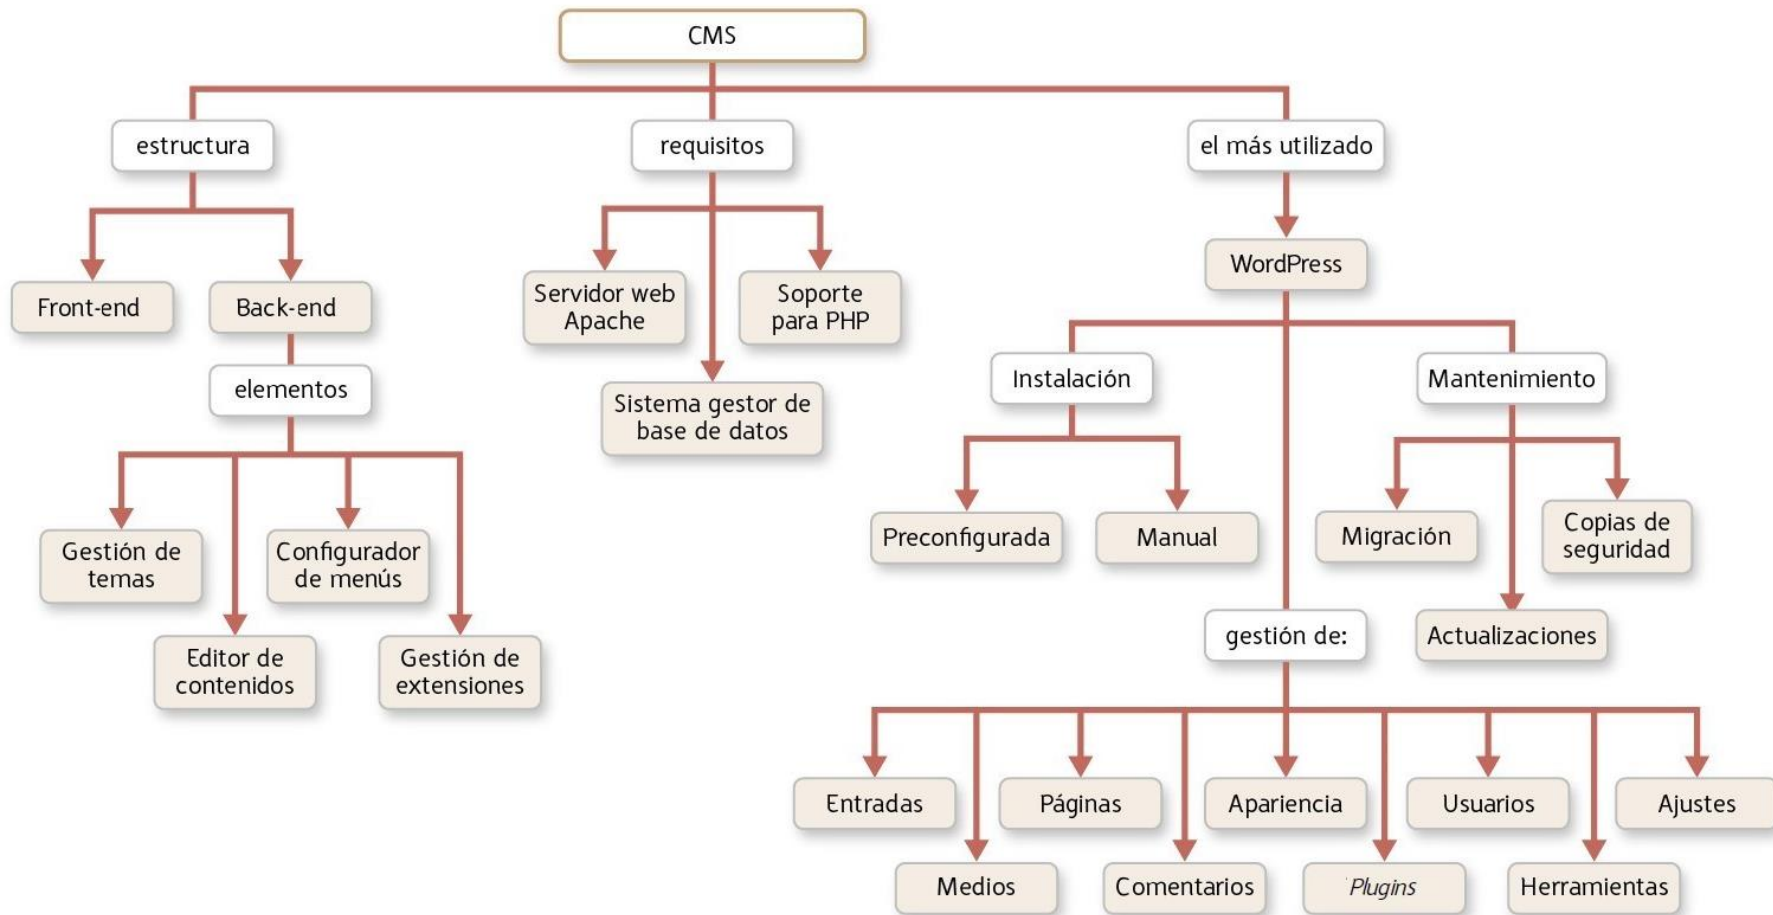 CMS
estructura
requisitos
el más utilizado
Front-end
Back-end
Servidor web
Apache
Soporte
para PHP
WordPress
elementos
Sistema gestor de
base de datos
Instalación
Mantenimiento
Gestión de
temas
Configurador
de menús
Editor de
contenidos
Gestión de
extensiones
Preconfigurada
Manual
Migración
Copias de
seguridad
gestión de:
Actualizaciones
Entradas
Páginas
Apariencia
Usuarios
Ajustes
Medios
Comentarios
Plugins
Herramientas